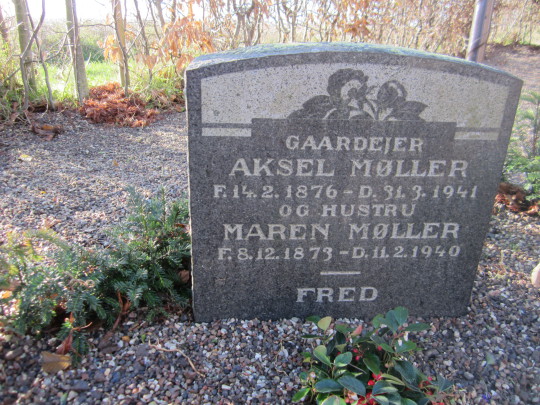 GAARDEJER
AKSEL MØLLER
F.14.2.1876-D.31.3.1941
OG HUSTRU
MAREN MØLLER
F.8.12.1873-D.11.2.1940
FRED